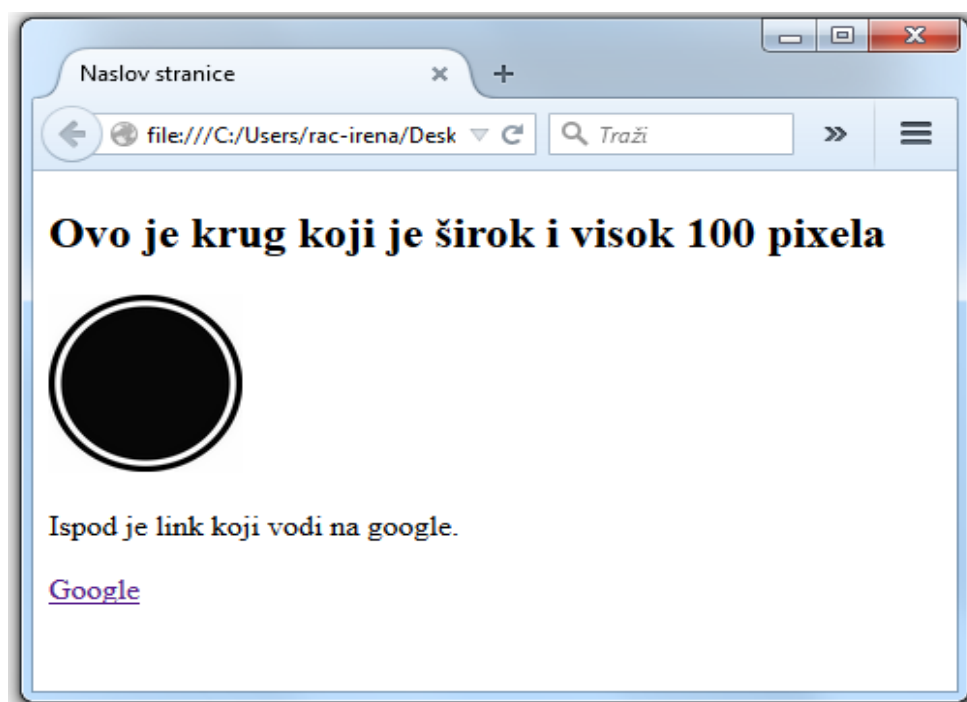 Naslov stranice
file:///C:/Users/rac-irena/Desk
Traži
Ovo je krug koji je širok i visok 100 pixela
Ispod je link koji vodi na google.
Google